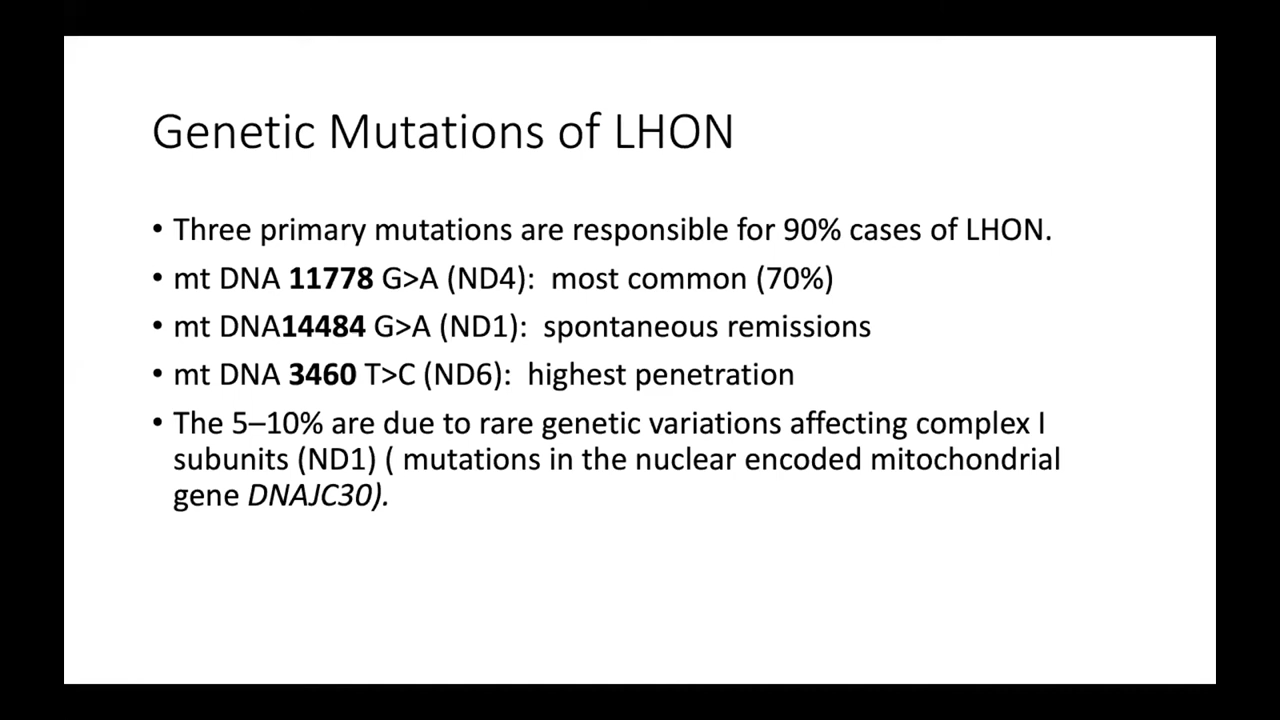 Genetic Mutations of LHON
• Three primary mutations are responsible for 90% cases of LHON.
• mt DNA 11778 G>A (ND4):  most common (70%)
• mt DNA14484 G>A (ND1):  spontaneous remissions
• mt DNA 3460 T>C (ND6):  highest penetration
• The 5–10% are due to rare genetic variations affecting complex I
subunits (ND1) ( mutations in the nuclear encoded mitochondrial
gene DNAJC30).